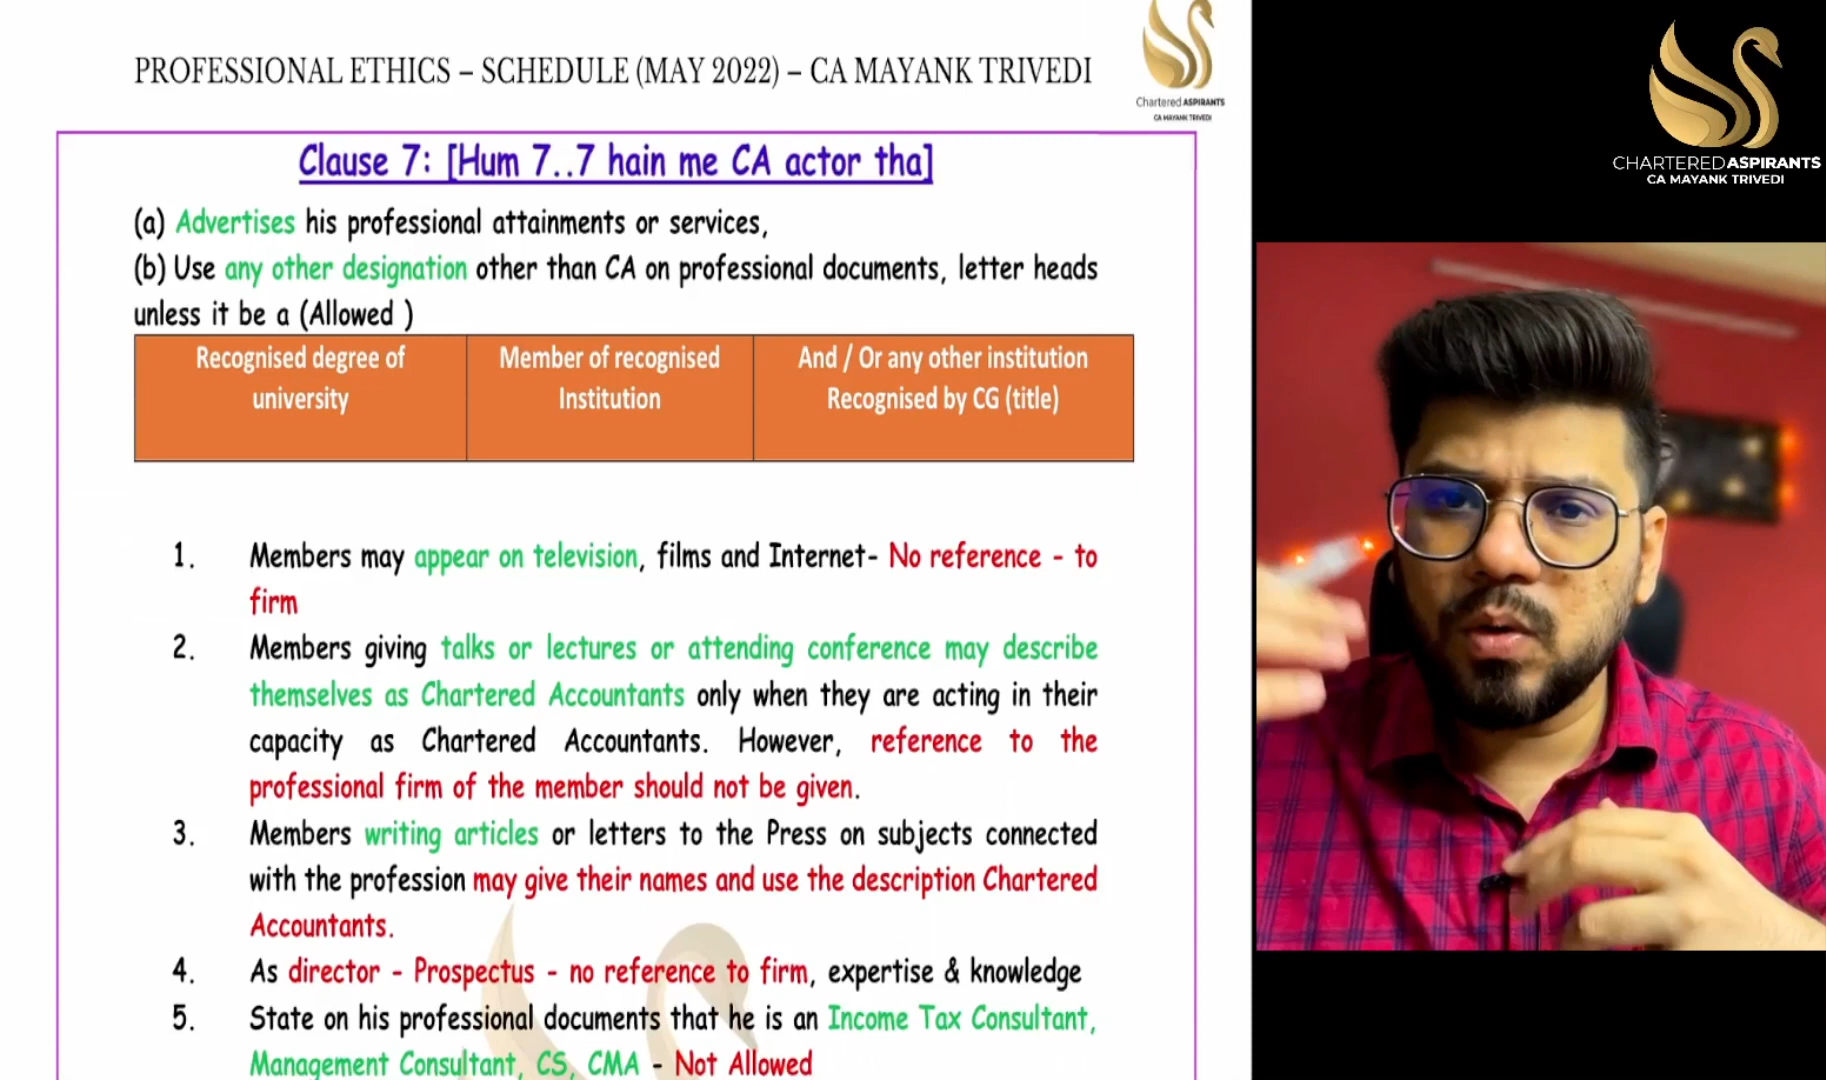 PROFESSIONAL ETHICS – SCHEDULE (MAY 2022) – CA MAYANK TRIVEDI
Chartered ASPIRANTS
CA MAYANK TRIVEDI
CHARTERED ASPIRANTS
CA MAYANK TRIVEDI
Clause 7: [Hum 7..7 hain me CA actor tha]
(a) Advertises his professional attainments or services,
(b) Use any other designation other than CA on professional documents, letter heads
unless it be a (Allowed )
Recognised degree of
university
Member of recognised
Institution
And / Or any other institution
Recognised by CG (title)
1. Members may appear on television, films and Internet- No reference - to
firm
2. Members giving talks or lectures or attending conference may describe
themselves as Chartered Accountants only when they are acting in their
capacity as Chartered Accountants. However, reference to the
professional firm of the member should not be given.
3. Members writing articles or letters to the Press on subjects connected
with the profession may give their names and use the description Chartered
Accountants.
4. As director - Prospectus - no reference to firm, expertise & knowledge
5. State on his professional documents that he is an Income Tax Consultant,
Management Consultant, CS, CMA - Not Allowed